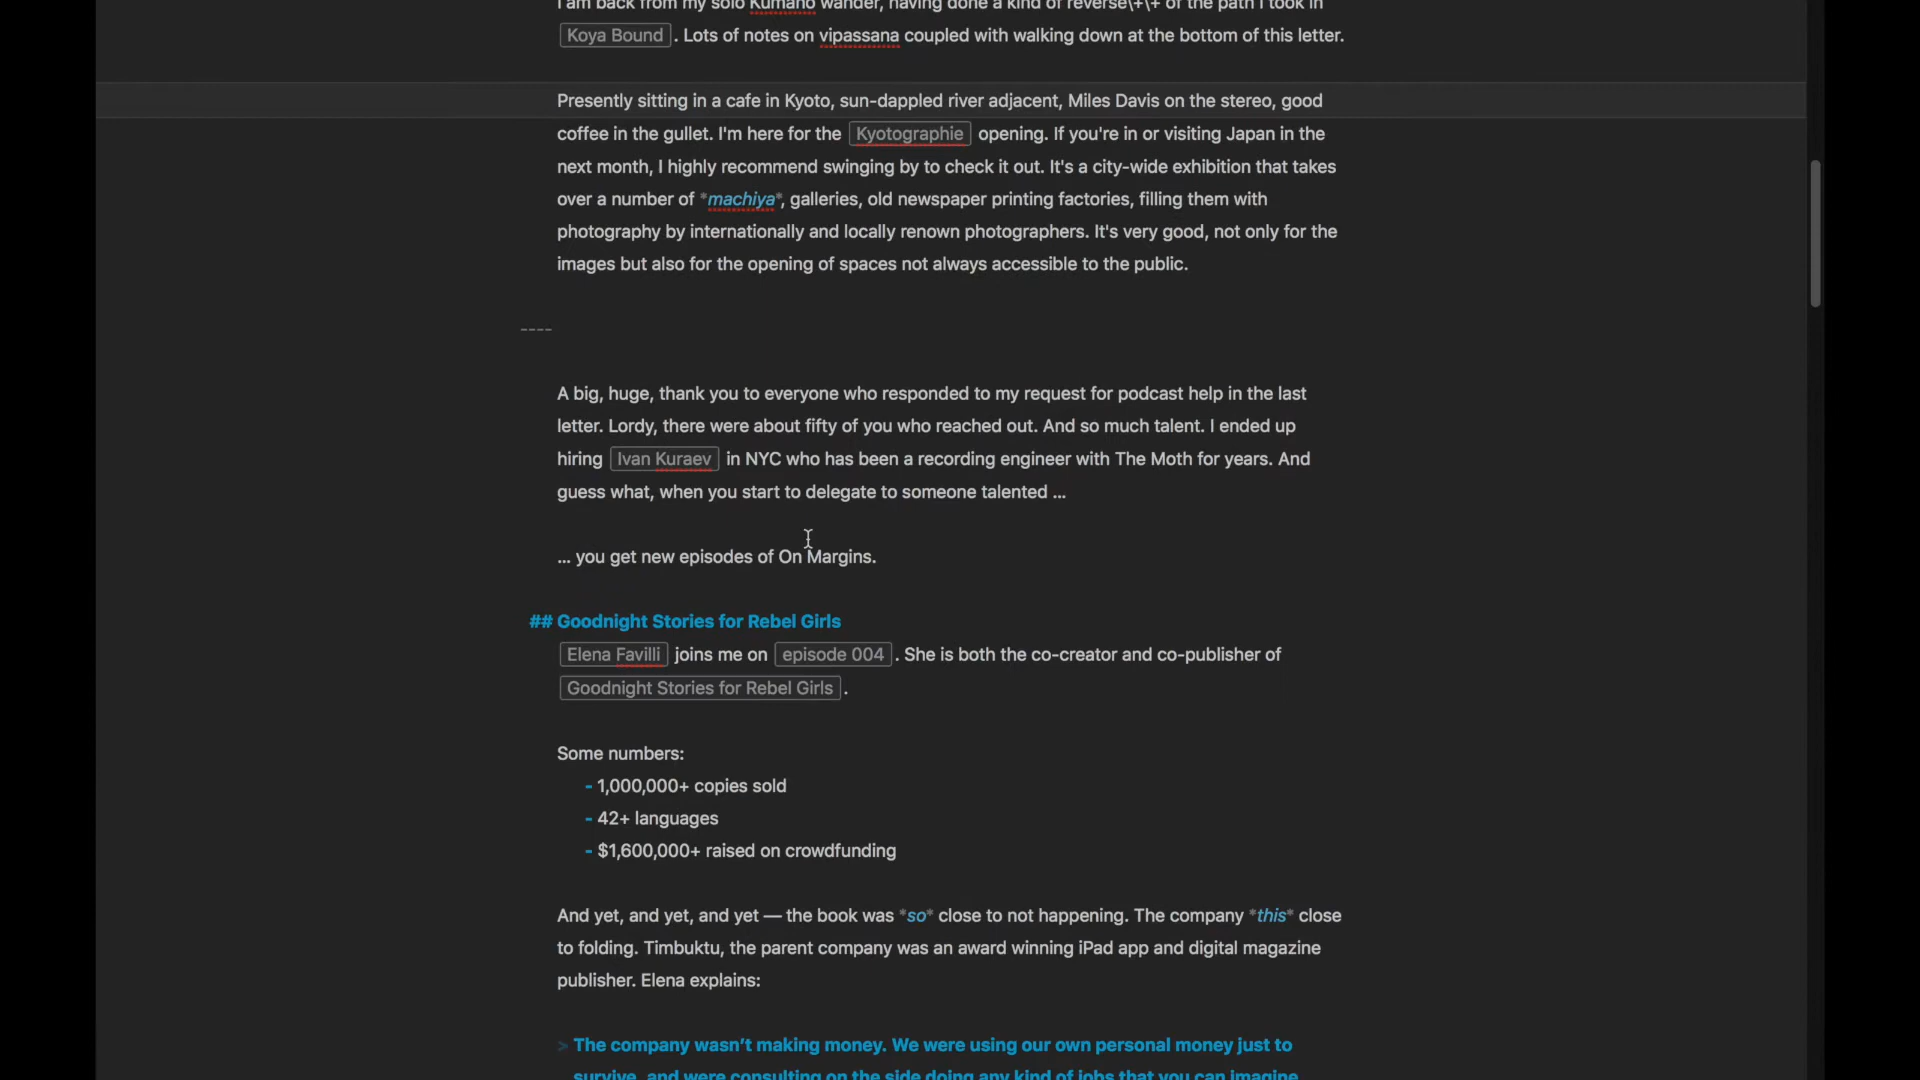 I am back from my solo Kumano wander, having done a kind of reverse\+\+ of the path I took in
Koya Bound . Lots of notes on vipassana coupled with walking down at the bottom of this letter.
Presently sitting in a cafe in Kyoto, sun-dappled river adjacent, Miles Davis on the stereo, good
coffee in the gullet. I'm here for the Kyotographie opening. If you're in or visiting Japan in the
next month, I highly recommend swinging by to check it out. It's a city-wide exhibition that takes
over a number of *machiya*, galleries, old newspaper printing factories, filling them with
photography by internationally and locally renown photographers. It's very good, not only for the
images but also for the opening of spaces not always accessible to the public.
----
A big, huge, thank you to everyone who responded to my request for podcast help in the last
letter. Lordy, there were about fifty of you who reached out. And so much talent. I ended up
hiring Ivan Kuraev in NYC who has been a recording engineer with The Moth for years. And
guess what, when you start to delegate to someone talented ...
... you get new episodes of On Margins.
## Goodnight Stories for Rebel Girls
Elena Favilli joins me on episode 004 . She is both the co-creator and co-publisher of
Goodnight Stories for Rebel Girls .
Some numbers:
- 1,000,000+ copies sold
- 42+ languages
- $1,600,000+ raised on crowdfunding
And yet, and yet, and yet — the book was *so* close to not happening. The company *this* close
to folding. Timbuktu, the parent company was an award winning iPad app and digital magazine
publisher. Elena explains:
> The company wasn’t making money. We were using our own personal money just to
survive, and were consulting on the side doing any kind of jobs that you can imagine